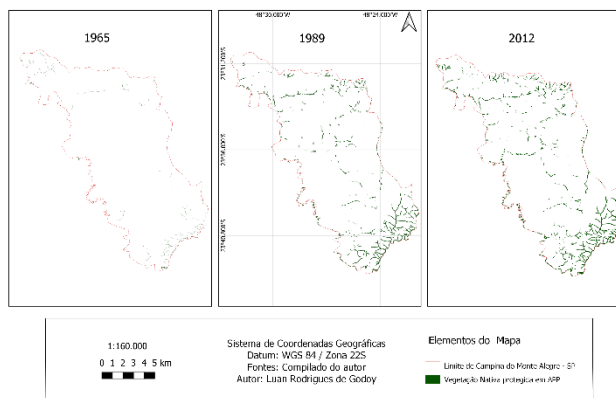 1965
1989
2012
1:160.000
0 1 2 3 4 5 km
Sistema de Coordenadas Geográficas
Datum: WGS 84 / Zona 22S
Fontes: Compilado do autor
Autor: Luan Rodrigues de Godoy
Elementos do Mapa
Limite de Campina do Monte Alegre - SP
Vegetação Nativa protegica em APP